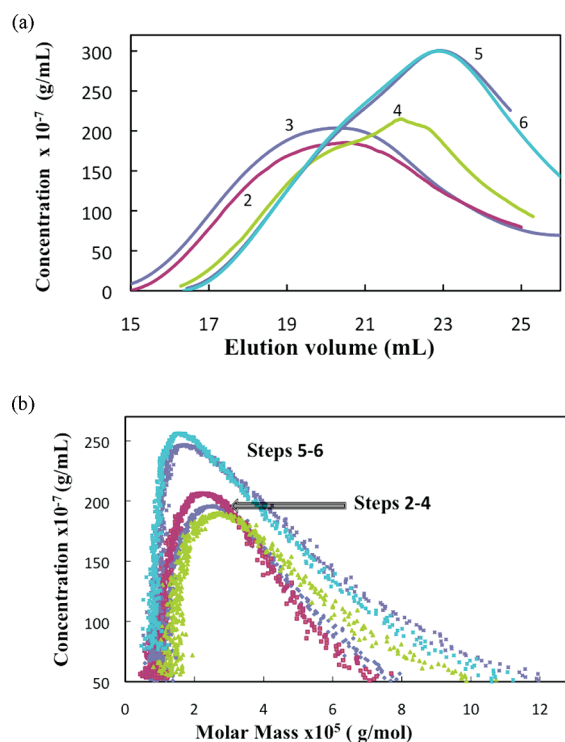 (a)
Concentration x 10⁻⁷ (g/mL)
300
250
200
150
100
50
0
2
3
4
5
6
15 17 19 21 23 25
Elution volume (mL)
(b)
Concentration x10⁻⁷ (g/mL)
250
200
150
100
50
Steps 5-6
Steps 2-4
0 2 4 6 8 10 12
Molar Mass x10⁵ ( g/mol)